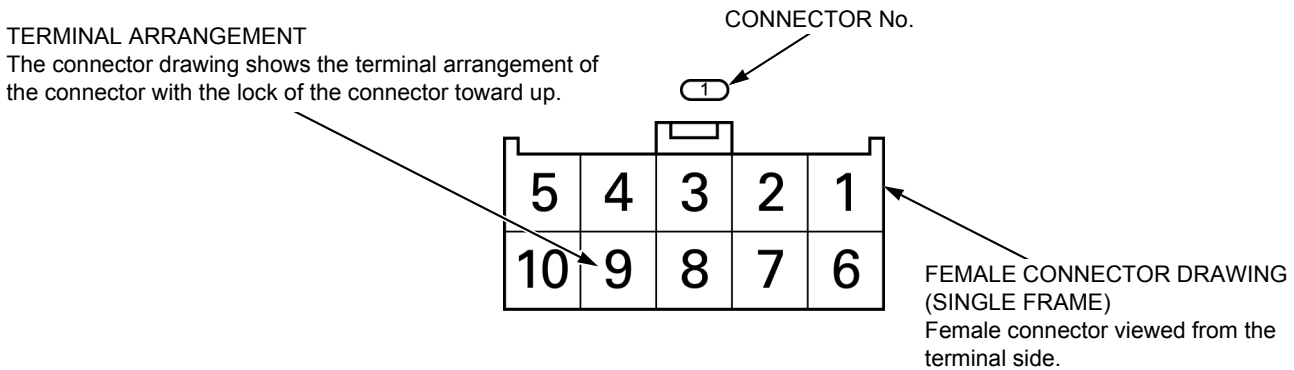 CONNECTOR No.
TERMINAL ARRANGEMENT
The connector drawing shows the terminal arrangement of
the connector with the lock of the connector toward up.
1
5 4 3 2 1
10 9 8 7 6
FEMALE CONNECTOR DRAWING
(SINGLE FRAME)
Female connector viewed from the
terminal side.